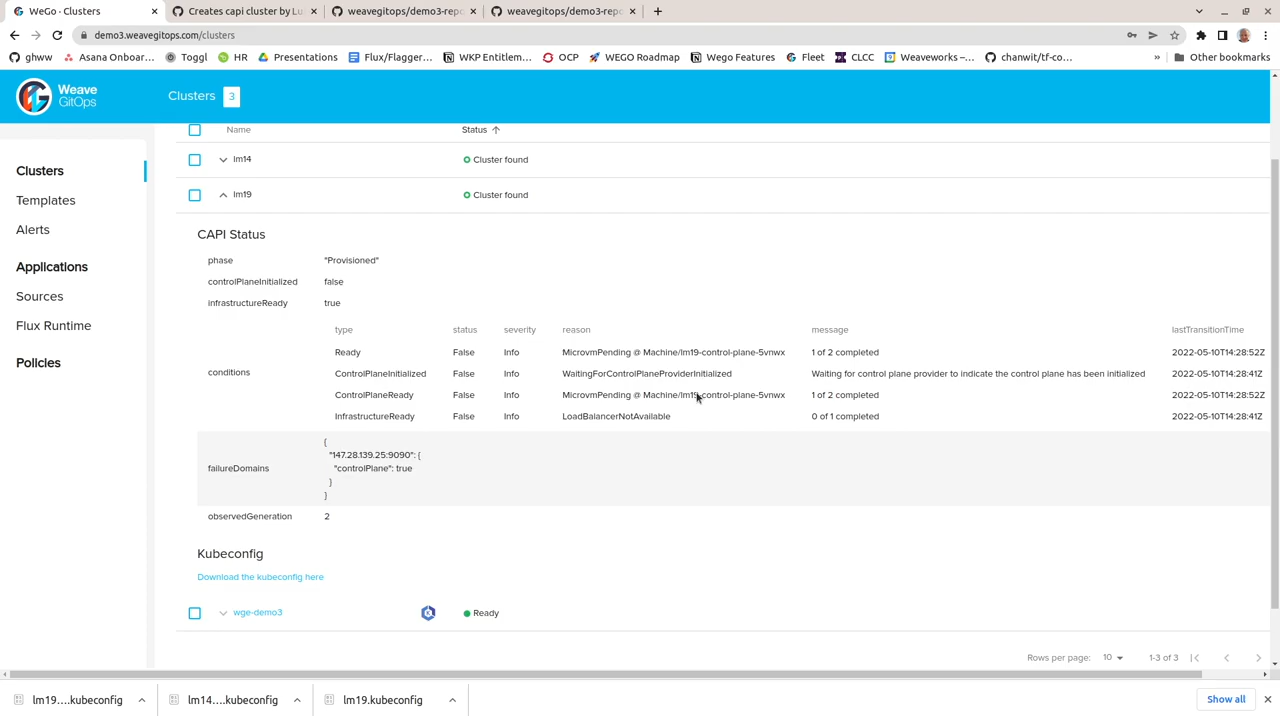 WeGo · Clusters
Creates capi cluster by Lu
weavegitops/demo3-repo
weavegitops/demo3-repo
demo3.weavegitops.com/clusters
ghww
Asana Onboar...
Toggl
HR
Presentations
Flux/Flagger...
WKP Entitlem...
OCP
WEGO Roadmap
Wego Features
Fleet
CLCC
Weaveworks –...
chanwit/tf-co...
»
Other bookmarks
Weave
GitOps
Clusters 3
Name Status
lm14 Cluster found
lm19 Cluster found
Clusters
Templates
Alerts
Applications
Sources
Flux Runtime
Policies
CAPI Status
phase "Provisioned"
controlPlaneInitialized false
infrastructureReady true
type status severity reason message lastTransitionTime
Ready False Info MicrovmPending @ Machine/lm19-control-plane-5vnwx 1 of 2 completed 2022-05-10T14:28:52Z
conditions
ControlPlaneInitialized False Info WaitingForControlPlaneProviderInitialized Waiting for control plane provider to indicate the control plane has been initialized 2022-05-10T14:28:41Z
ControlPlaneReady False Info MicrovmPending @ Machine/lm19-control-plane-5vnwx 1 of 2 completed 2022-05-10T14:28:52Z
InfrastructureReady False Info LoadBalancerNotAvailable 0 of 1 completed 2022-05-10T14:28:41Z
failureDomains
{
"147.28.139.25:9090": {
"controlPlane": true
}
}
observedGeneration 2
Kubeconfig
Download the kubeconfig here
wge-demo3 Ready
Rows per page: 10 1-3 of 3
lm19....kubeconfig
lm14....kubeconfig
lm19.kubeconfig
Show all